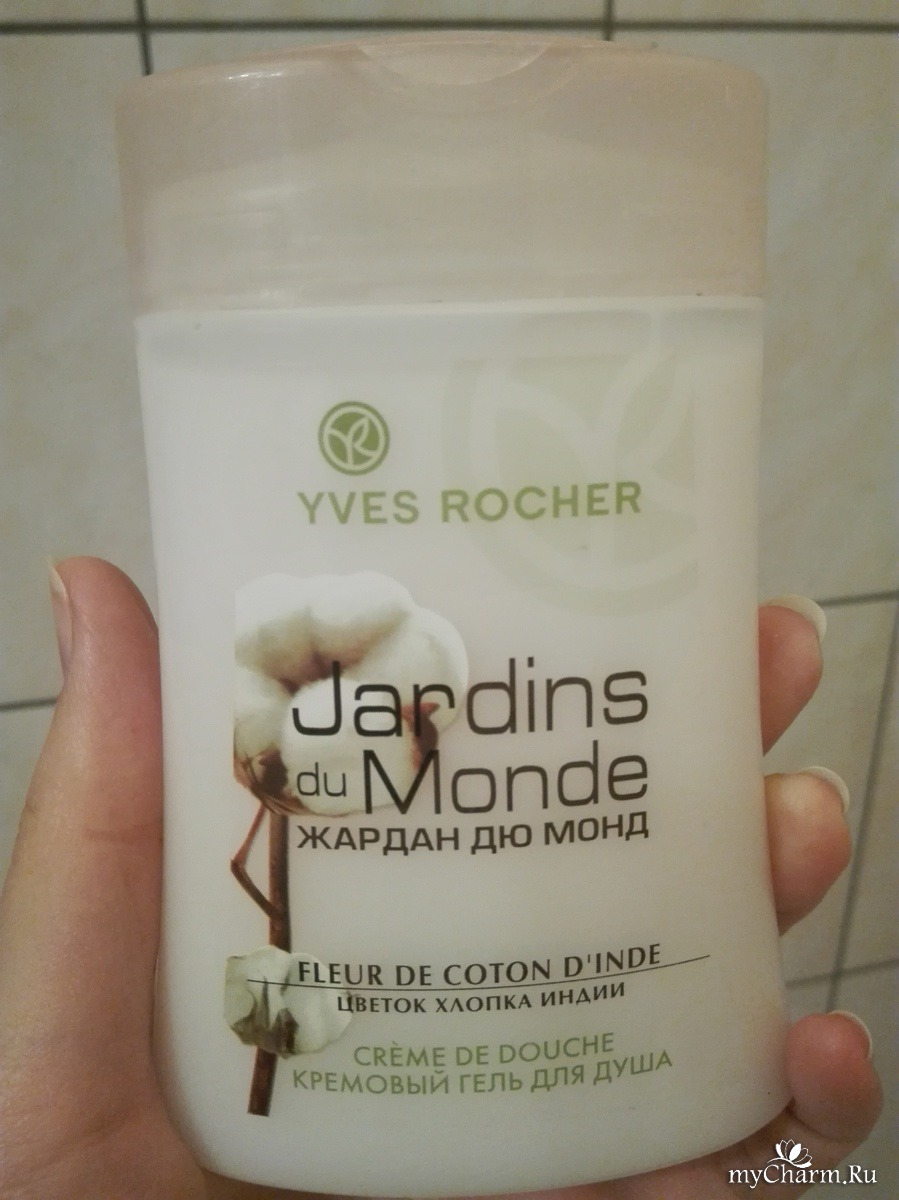 YVES ROCHER
Jardins
du Monde
ЖАРДАН ДЮ МОНД
FLEUR DE COTON D'INDE
ЦВЕТОК ХЛОПКА ИНДИИ
CRÈME DE DOUCHE
КРЕМОВЫЙ ГЕЛЬ ДЛЯ ДУША
myCharm.Ru